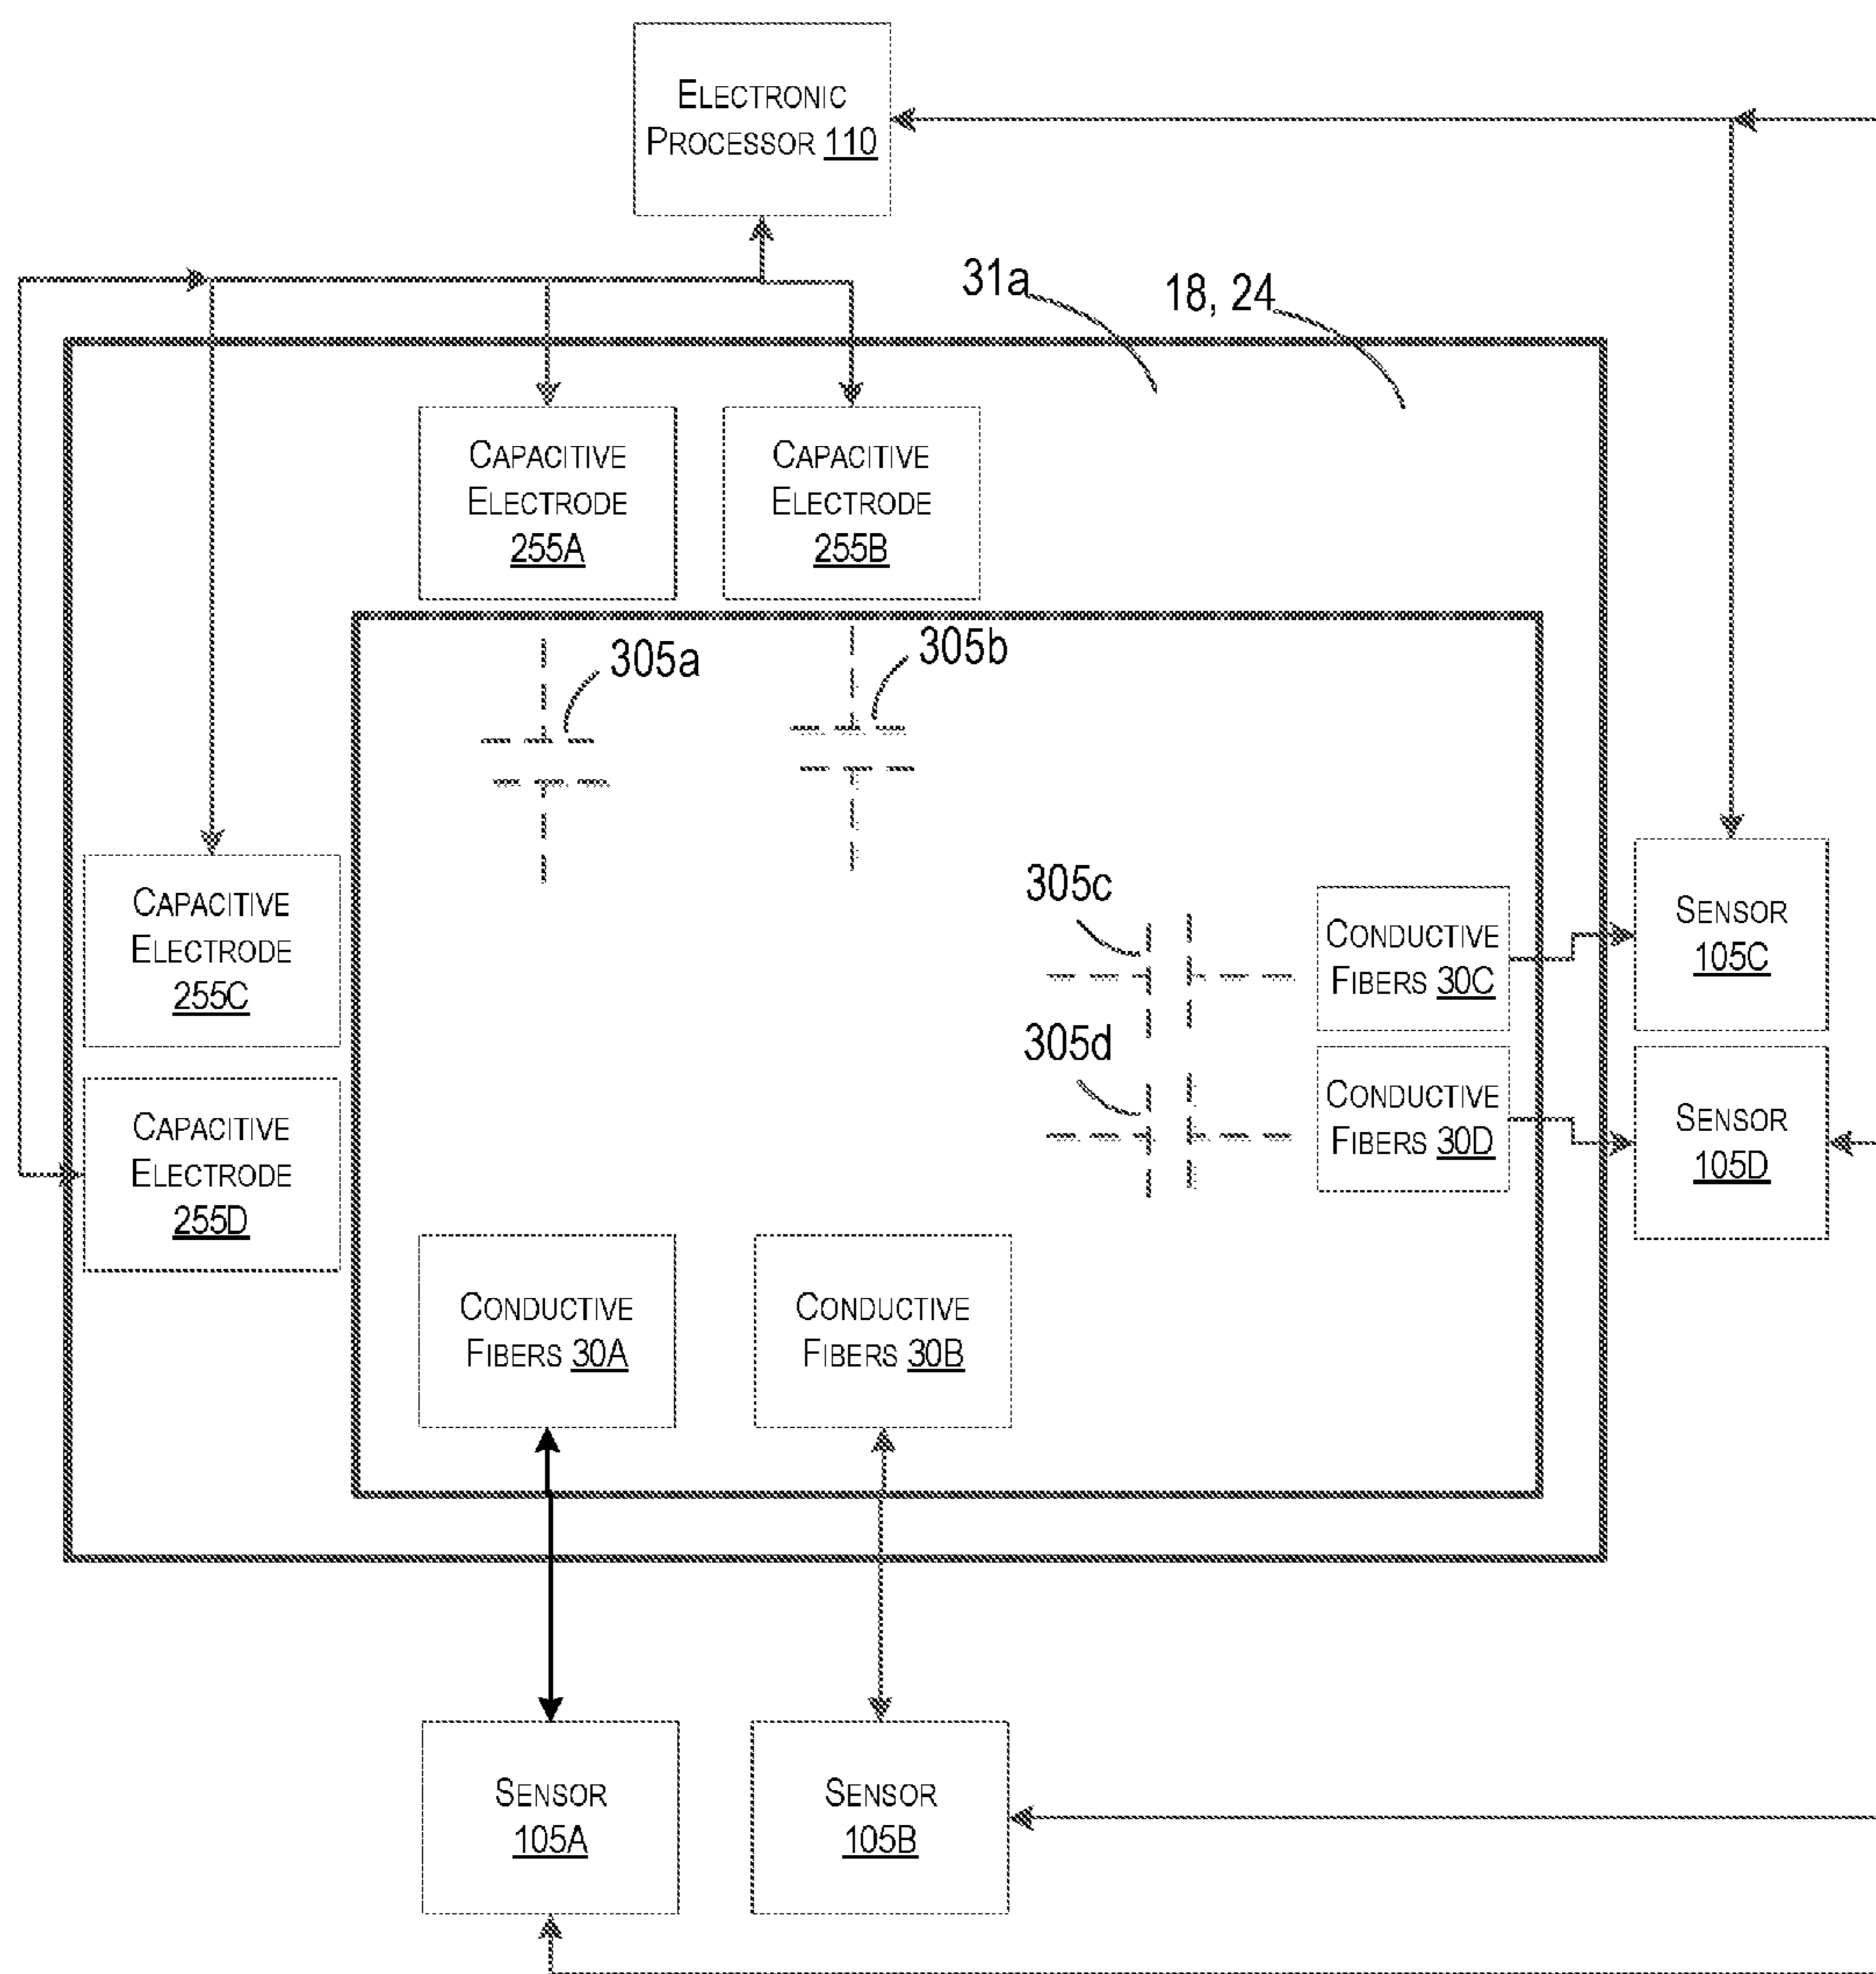 ELECTRONIC
PROCESSOR 110
31a
18, 24
CAPACITIVE
ELECTRODE
255A
CAPACITIVE
ELECTRODE
255B
305a
305b
CAPACITIVE
ELECTRODE
255C
305c
CONDUCTIVE
FIBERS 30C
SENSOR
105C
305d
CAPACITIVE
ELECTRODE
255D
CONDUCTIVE
FIBERS 30D
SENSOR
105D
CONDUCTIVE
FIBERS 30A
CONDUCTIVE
FIBERS 30B
SENSOR
105A
SENSOR
105B